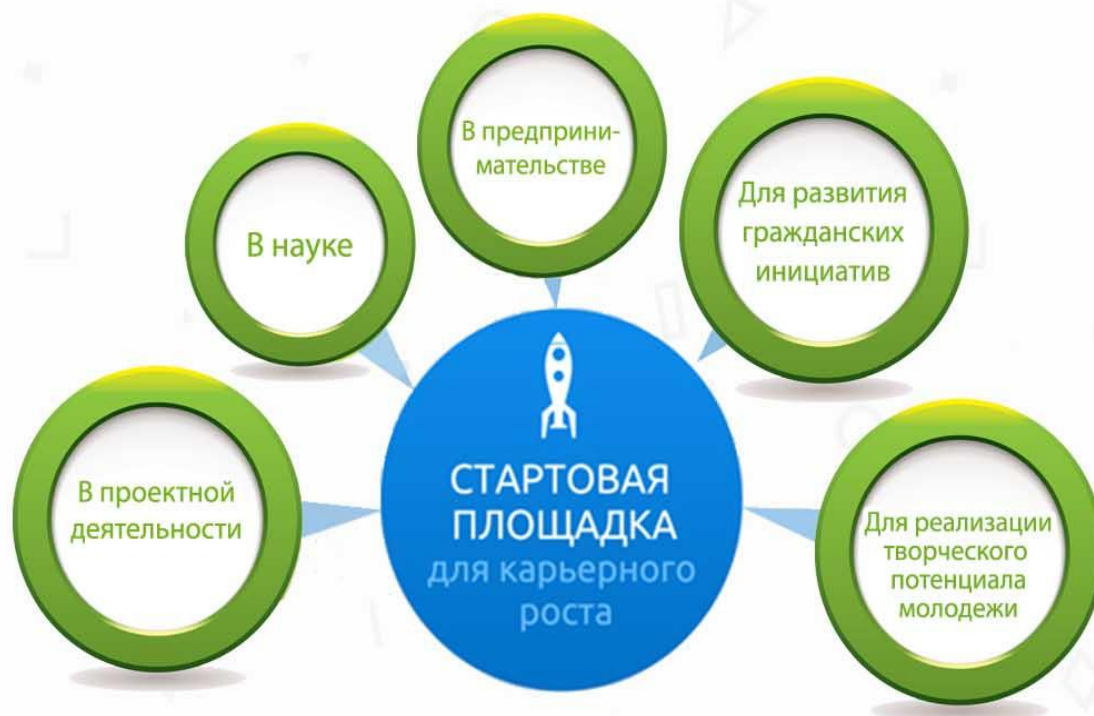 В предприни-
мательстве
В науке
Для развития
гражданских
инициатив
В проектной
деятельности
СТАРТОВАЯ
ПЛОЩАДКА
для карьерного
роста
Для реализации
творческого
потенциала
молодежи